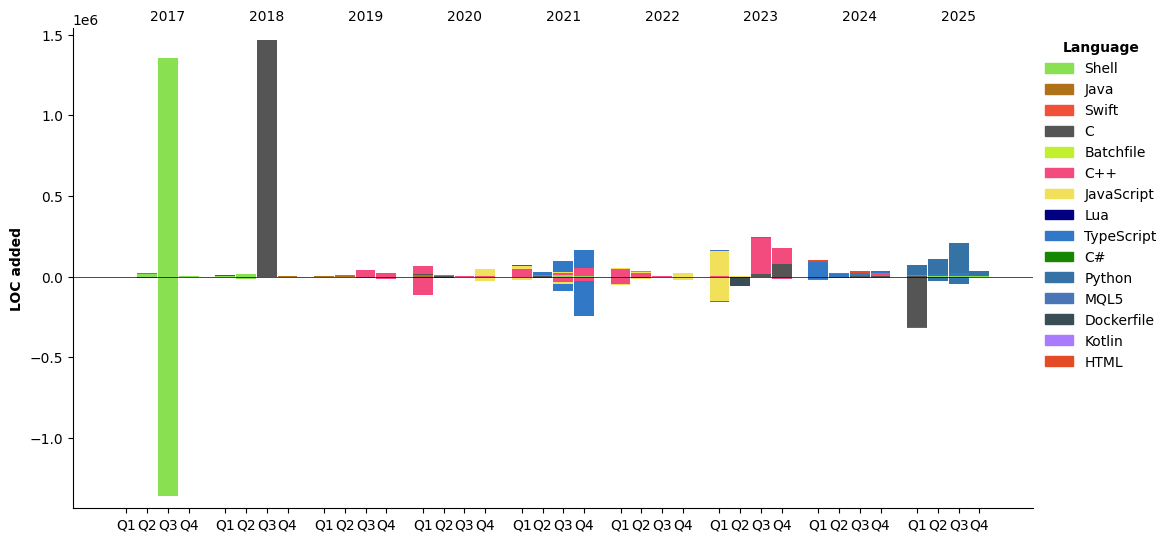 1e6
2017 2018 2019 2020 2021 2022 2023 2024 2025
1.5
1.0
0.5
0.0
−0.5
−1.0
LOC added
Q1 Q2 Q3 Q4 Q1 Q2 Q3 Q4 Q1 Q2 Q3 Q4 Q1 Q2 Q3 Q4 Q1 Q2 Q3 Q4 Q1 Q2 Q3 Q4 Q1 Q2 Q3 Q4 Q1 Q2 Q3 Q4 Q1 Q2 Q3 Q4
Language
Shell
Java
Swift
C
Batchfile
C++
JavaScript
Lua
TypeScript
C#
Python
MQL5
Dockerfile
Kotlin
HTML